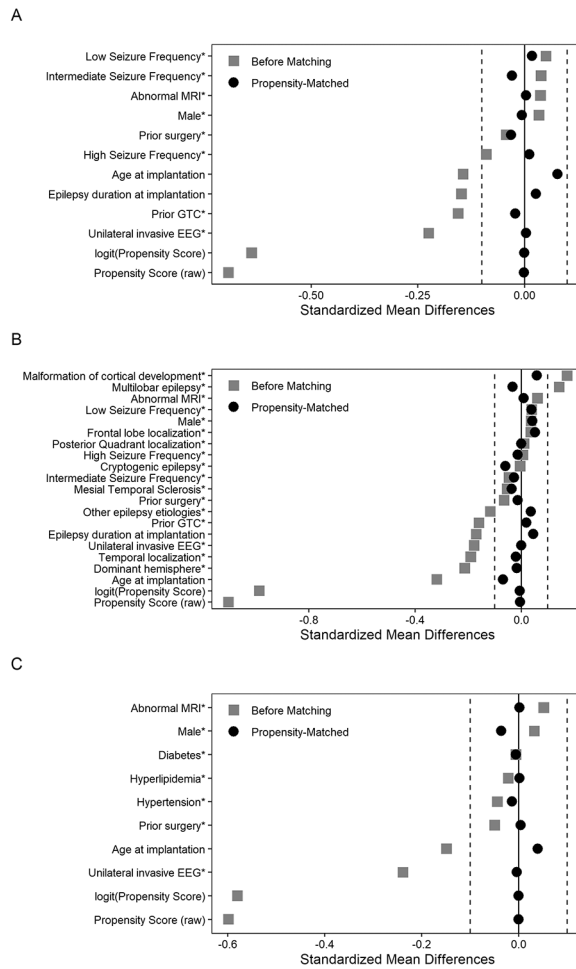 A
Low Seizure Frequency*
Intermediate Seizure Frequency*
Abnormal MRI*
Male*
Prior surgery*
High Seizure Frequency*
Age at implantation
Epilepsy duration at implantation
Prior GTC*
Unilateral invasive EEG*
logit(Propensity Score)
Propensity Score (raw)
Before Matching
Propensity-Matched
-0.50 -0.25 0.00
Standardized Mean Differences
B
Malformation of cortical development*
Multilobar epilepsy*
Abnormal MRI*
Low Seizure Frequency*
Male*
Frontal lobe localization*
Posterior Quadrant localization*
High Seizure Frequency*
Cryptogenic epilepsy*
Intermediate Seizure Frequency*
Mesial Temporal Sclerosis*
Prior surgery*
Other epilepsy etiologies*
Prior GTC*
Epilepsy duration at implantation
Unilateral invasive EEG*
Temporal localization*
Dominant hemisphere*
Age at implantation
logit(Propensity Score)
Propensity Score (raw)
Before Matching
Propensity-Matched
-0.8 -0.4 0.0
Standardized Mean Differences
C
Abnormal MRI*
Male*
Diabetes*
Hyperlipidemia*
Hypertension*
Prior surgery*
Age at implantation
Unilateral invasive EEG*
logit(Propensity Score)
Propensity Score (raw)
Before Matching
Propensity-Matched
-0.6 -0.4 -0.2 0.0
Standardized Mean Differences